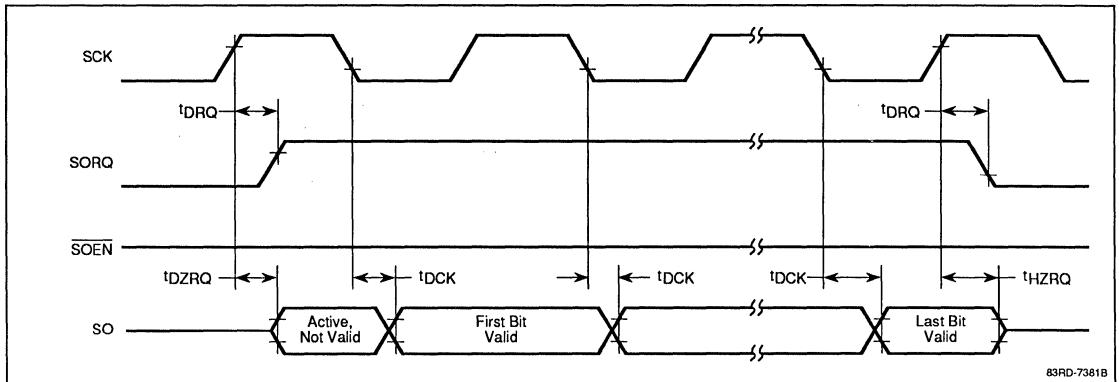 SCK
tDRQ
tDRQ
SORQ
SOEN
tDZRQ
tDCK
tDCK
tDCK
tHZRQ
SO
Active,
Not Valid
First Bit
Valid
Last Bit
Valid
83RD-7381B